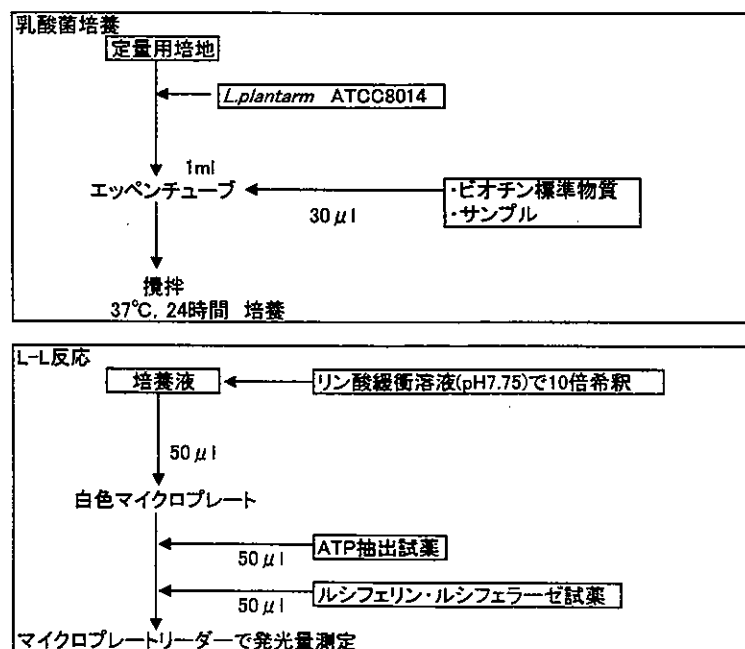 乳酸菌培養
定量用培地
L.plantarm ATCC8014
1ml
エッペンチューブ
30μl
・ビオチン標準物質
・サンプル
攪拌
37℃, 24時間 培養
L-L反応
培養液
リン酸緩衝溶液(pH7.75)で10倍希釈
50μl
白色マイクロプレート
ATP抽出試薬
50μl
ルシフェリン・ルシフェラーゼ試薬
50μl
マイクロプレートリーダーで発光量測定